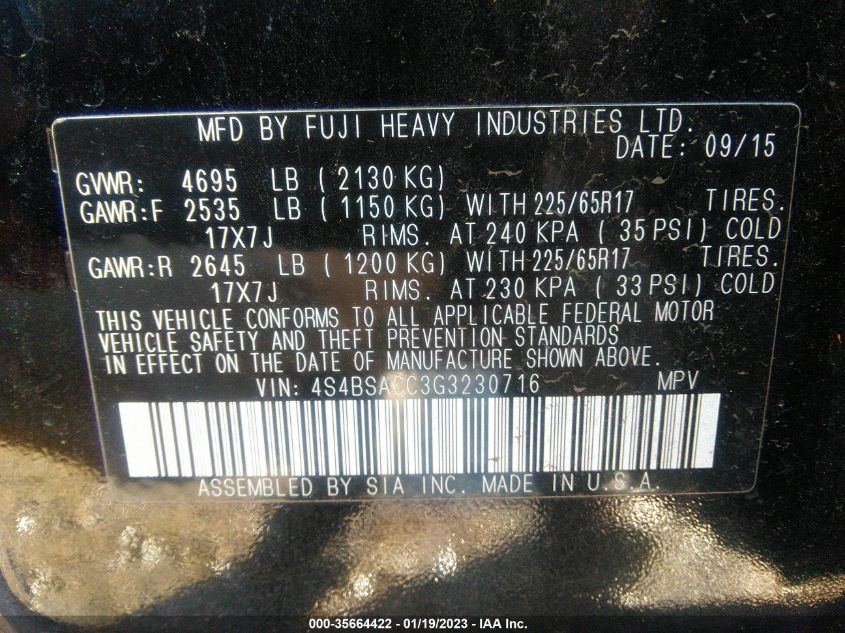 MFD BY FUJI HEAVY INDUSTRIES LTD.
DATE: 09/15
GVWR: 4695 LB ( 2130 KG)
GAWR:F 2535 LB ( 1150 KG) WITH 225/65R17 TIRES.
17X7J RIMS. AT 240 KPA ( 35 PSI) COLD
GAWR:R 2645 LB ( 1200 KG) WITH 225/65R17 TIRES.
17X7J RIMS. AT 230 KPA ( 33 PSI) COLD
THIS VEHICLE CONFORMS TO ALL APPLICABLE FEDERAL MOTOR
VEHICLE SAFETY AND THEFT PREVENTION STANDARDS
IN EFFECT ON THE DATE OF MANUFACTURE SHOWN ABOVE.
VIN: 4S4BSACC3G3230716 MPV
ASSEMBLED BY SIA INC. MADE IN U.S.A.
000-35664422 - 01/19/2023 - IAA Inc.